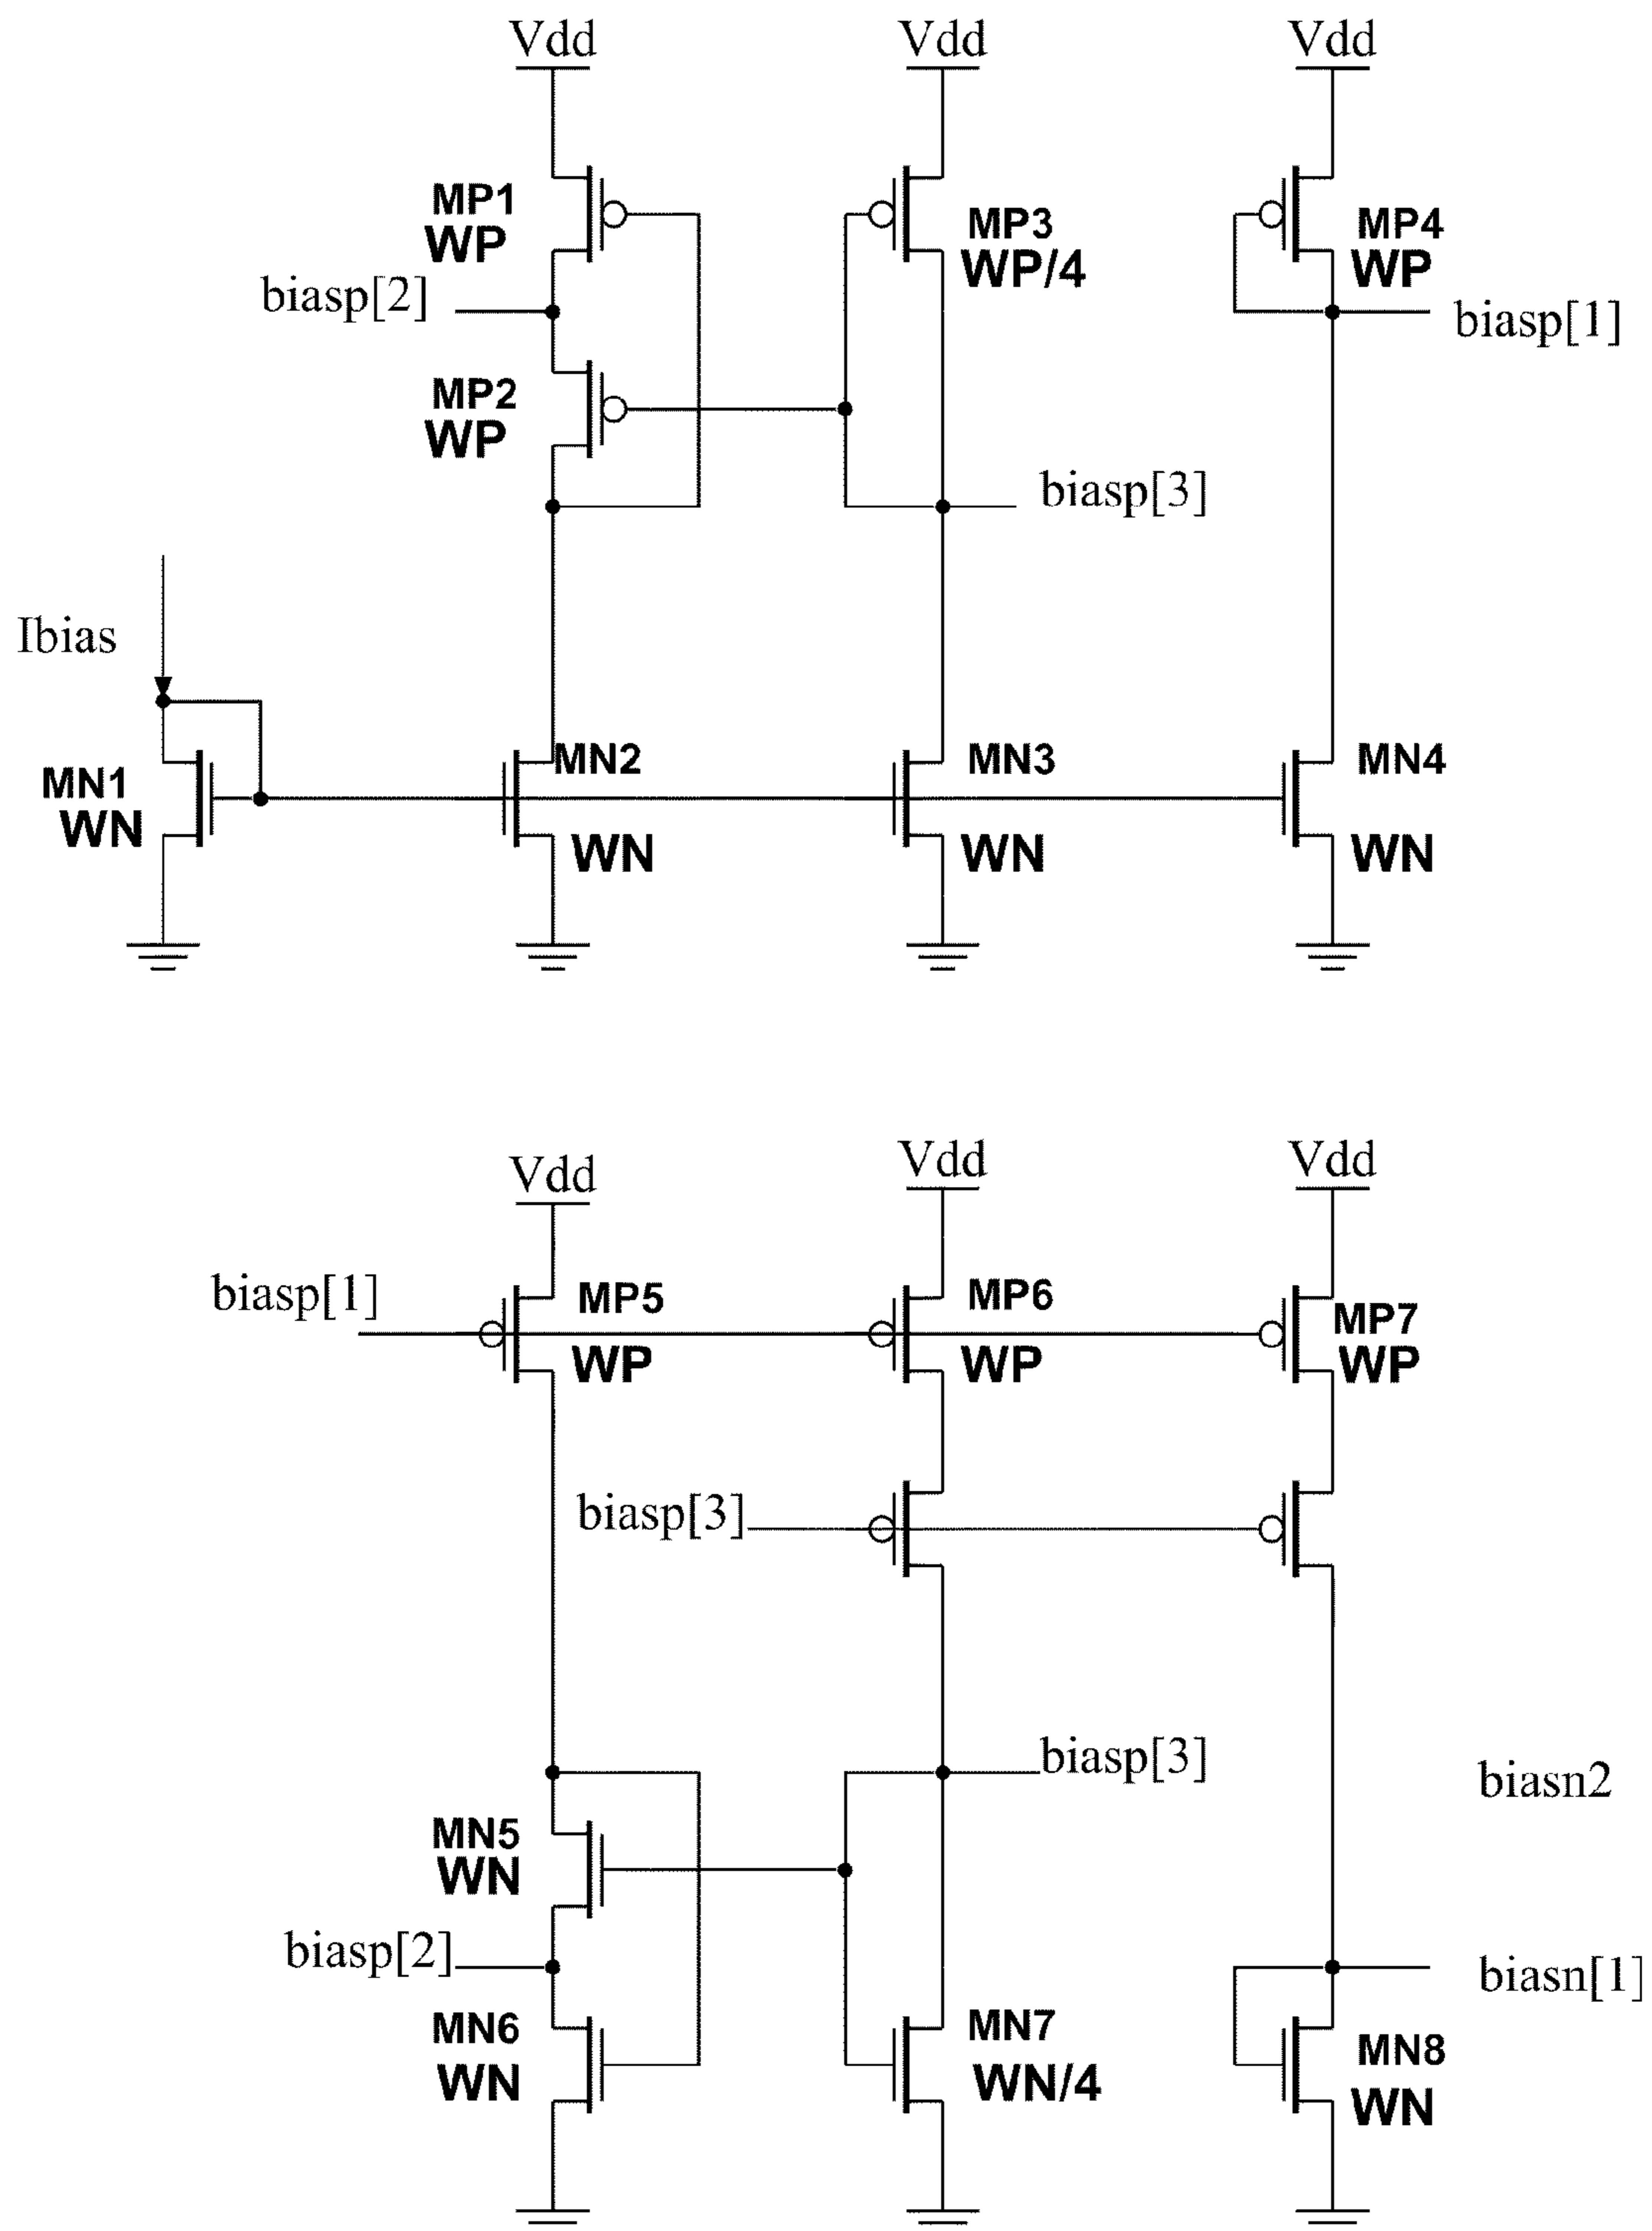 Vdd
Vdd
Vdd
MP1
WP
MP3
WP/4
MP4
WP
biasp[2]
biasp[1]
MP2
WP
biasp[3]
Ibias
MN1
WN
MN2
WN
MN3
WN
MN4
WN
Vdd
Vdd
Vdd
biasp[1]
MP5
WP
MP6
WP
MP7
WP
biasp[3]
biasp[3]
biasn2
MN5
WN
biasp[2]
biasn[1]
MN6
WN
MN7
WN/4
MN8
WN